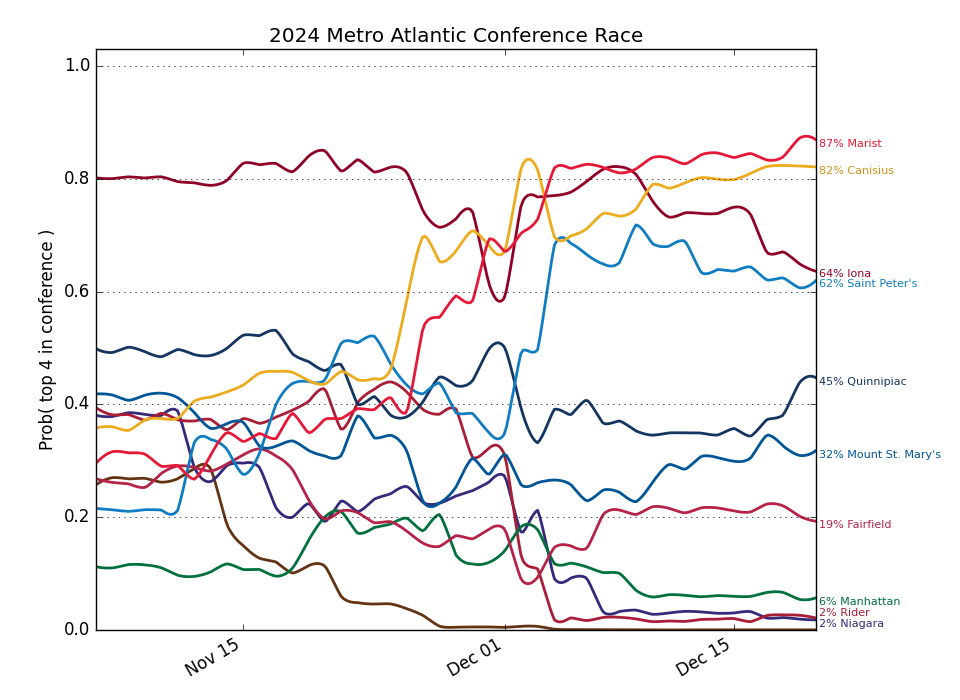 2024 Metro Atlantic Conference Race
Prob( top 4 in conference )
1.0
0.8
0.6
0.4
0.2
0.0
Nov 15
Dec 01
Dec 15
87% Marist
82% Canisius
64% Iona
62% Saint Peter's
45% Quinnipiac
32% Mount St. Mary's
19% Fairfield
6% Manhattan
2% Rider
2% Niagara